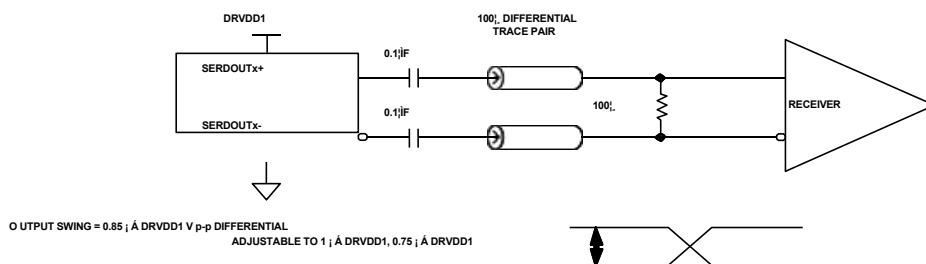 DRVDD1
100¦¸ DIFFERENTIAL
TRACE PAIR
0.1¦ÌF
SERDOUTx+
0.1¦ÌF
100¦¸
RECEIVER
SERDOUTx-
O UTPUT SWING = 0.85 ¡ Á DRVDD1 V p-p DIFFERENTIAL
ADJUSTABLE TO 1 ¡ Á DRVDD1, 0.75 ¡ Á DRVDD1